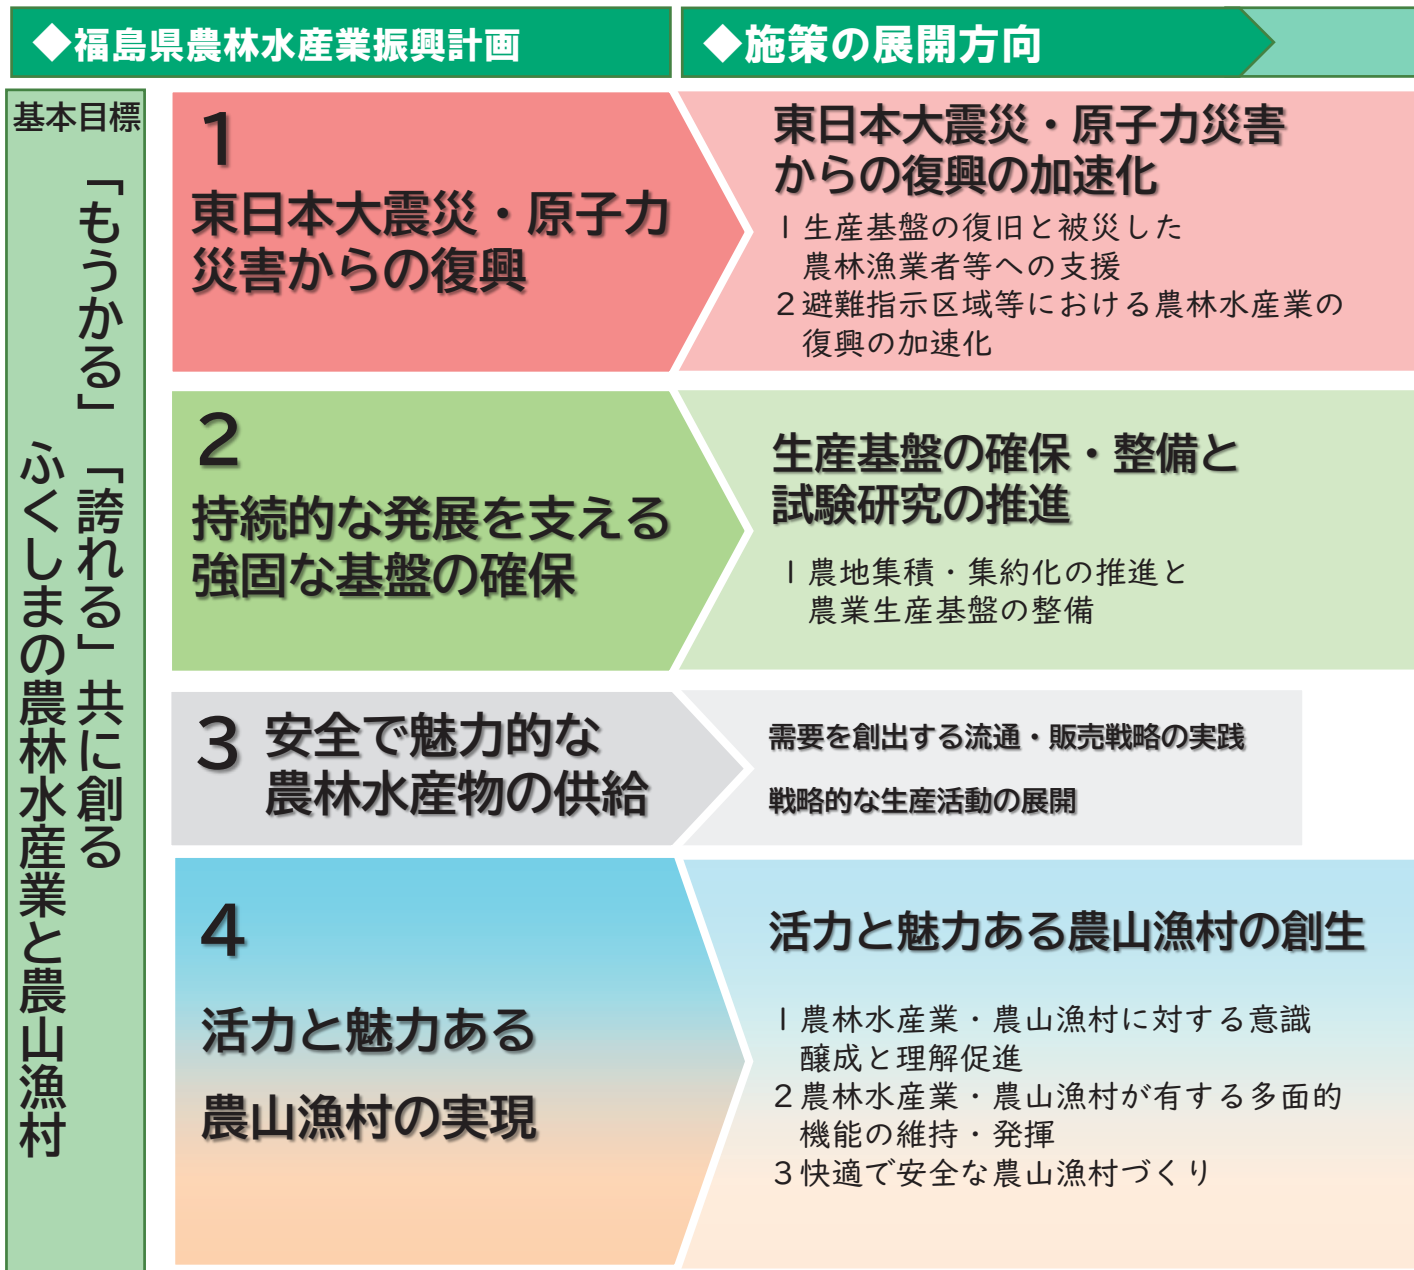 ◆福島県農林水産業振興計画
◆施策の展開方向
基本目標
「もうかる」「誇れる」共に創る
ふくしまの農林水産業と農山漁村
1
東日本大震災・原子力
災害からの復興
東日本大震災・原子力災害
からの復興の加速化
1 生産基盤の復旧と被災した
農林漁業者等への支援
2 避難指示区域等における農林水産業の
復興の加速化
2
持続的な発展を支える
強固な基盤の確保
生産基盤の確保・整備と
試験研究の推進
1 農地集積・集約化の推進と
農業生産基盤の整備
3 安全で魅力的な
農林水産物の供給
需要を創出する流通・販売戦略の実践
戦略的な生産活動の展開
4
活力と魅力ある
農山漁村の実現
活力と魅力ある農山漁村の創生
1 農林水産業・農山漁村に対する意識
醸成と理解促進
2 農林水産業・農山漁村が有する多面的
機能の維持・発揮
3 快適で安全な農山漁村づくり